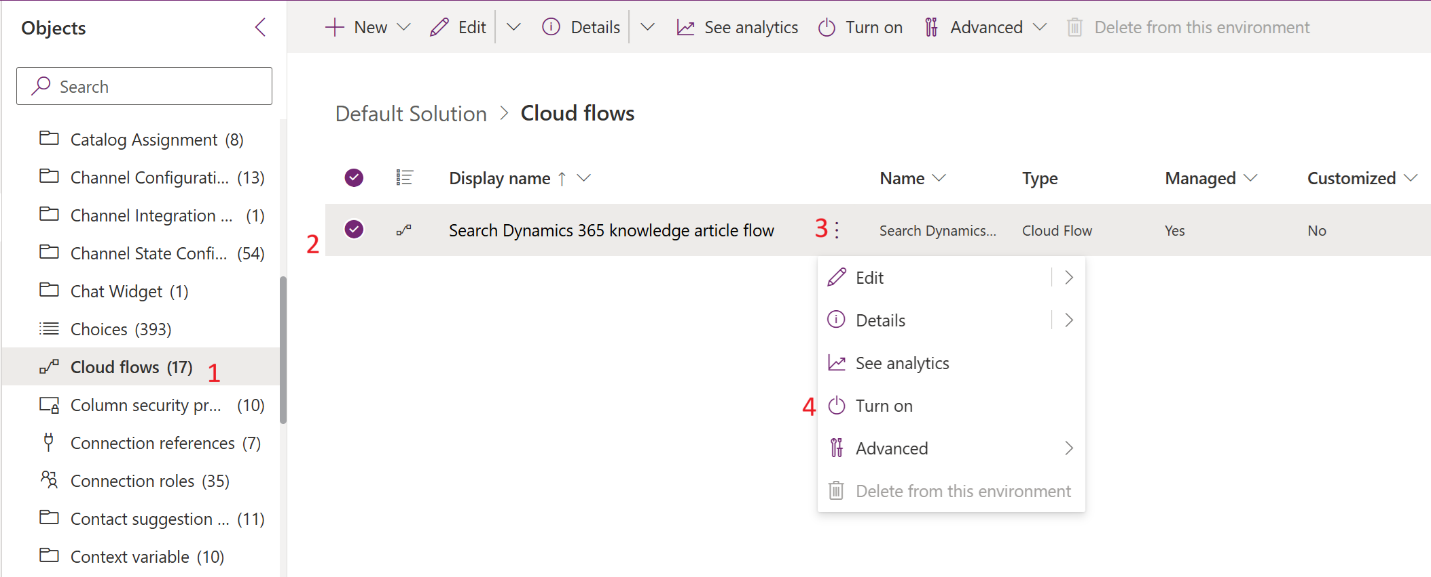 Objects
Search
Catalog Assignment (8)
Channel Configurati... (13)
Channel Integration ... (1)
Channel State Confi... (54)
Chat Widget (1)
Choices (393)
Cloud flows (17) 1
Column security pr... (10)
Connection references (7)
Connection roles (35)
Contact suggestion ... (11)
Context variable (10)
New Edit Details See analytics Turn on Advanced Delete from this environment
Default Solution > Cloud flows
Display name ↑ Name Type Managed Customized
2 Search Dynamics 365 knowledge article flow 3 Search Dynamics... Cloud Flow Yes No
Edit
Details
See analytics
4 Turn on
Advanced
Delete from this environment